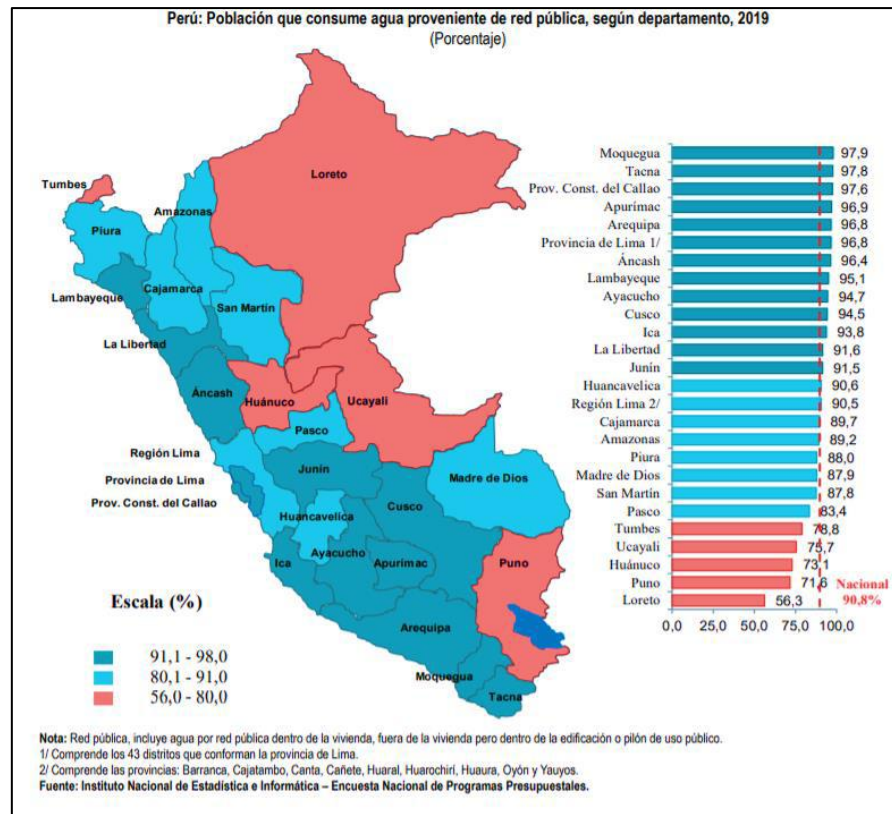 Perú: Población que consume agua proveniente de red pública, según departamento, 2019
(Porcentaje)
Tumbes
Piura
Amazonas
Loreto
Lambayeque
Cajamarca
San Martín
La Libertad
Áncash
Huánuco
Ucayali
Pasco
Región Lima
Provincia de Lima
Prov. Const. del Callao
Junín
Madre de Dios
Cusco
Huancavelica
Ica
Ayacucho
Apurímac
Puno
Arequipa
Moquegua
Tacna
Escala (%)
91,1 - 98,0
80,1 - 91,0
56,0 - 80,0
Moquegua 97,9
Tacna 97,8
Prov. Const. del Callao 97,6
Apurímac 96,9
Arequipa 96,8
Provincia de Lima 1/ 96,8
Áncash 96,4
Lambayeque 95,1
Ayacucho 94,7
Cusco 94,5
Ica 93,8
La Libertad 91,6
Junín 91,5
Huancavelica 90,6
Región Lima 2/ 90,5
Cajamarca 89,7
Amazonas 89,2
Piura 88,0
Madre de Dios 87,9
San Martín 87,8
Pasco 83,4
Tumbes 78,8
Ucayali 75,7
Huánuco 73,1
Puno 71,6
Loreto 56,3
Nacional
90,8%
0,0 25,0 50,0 75,0 100,0
Nota: Red pública, incluye agua por red pública dentro de la vivienda, fuera de la vivienda pero dentro de la edificación o pilón de uso público.
1/ Comprende los 43 distritos que conforman la provincia de Lima.
2/ Comprende las provincias: Barranca, Cajatambo, Canta, Cañete, Huaral, Huarochirí, Huaura, Oyón y Yauyos.
Fuente: Instituto Nacional de Estadística e Informática – Encuesta Nacional de Programas Presupuestales.